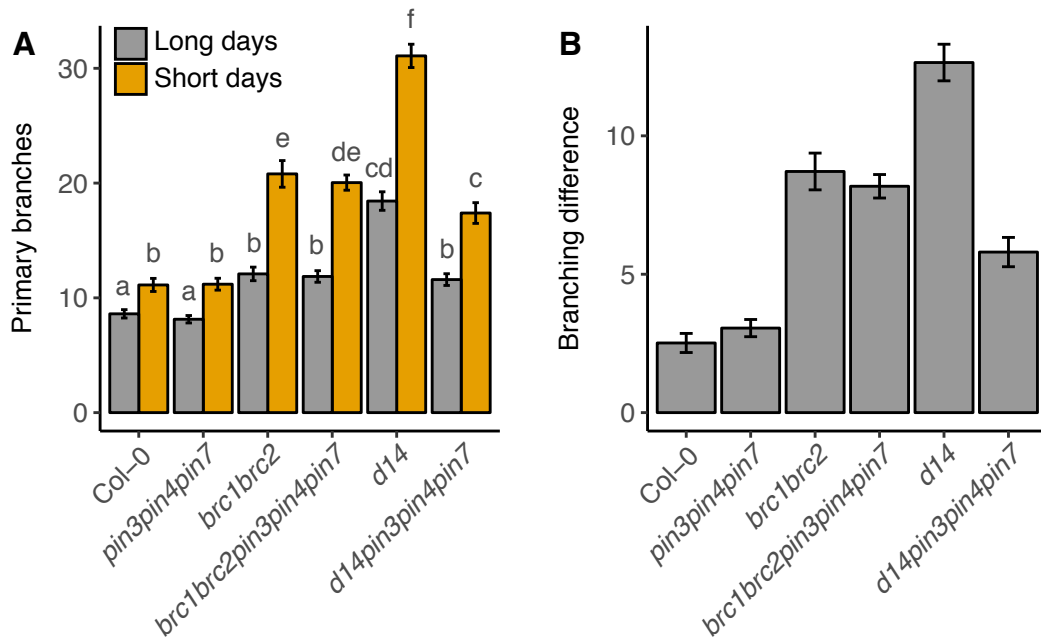 A
Long days
Short days
Primary branches
30
20
10
0
a
b
a
b
b
e
b
de
cd
f
b
c
Col-0
pin3pin4pin7
brc1brc2
brc1brc2pin3pin4pin7
d14
d14pin3pin4pin7
B
Branching difference
10
5
0
Col-0
pin3pin4pin7
brc1brc2
brc1brc2pin3pin4pin7
d14
d14pin3pin4pin7